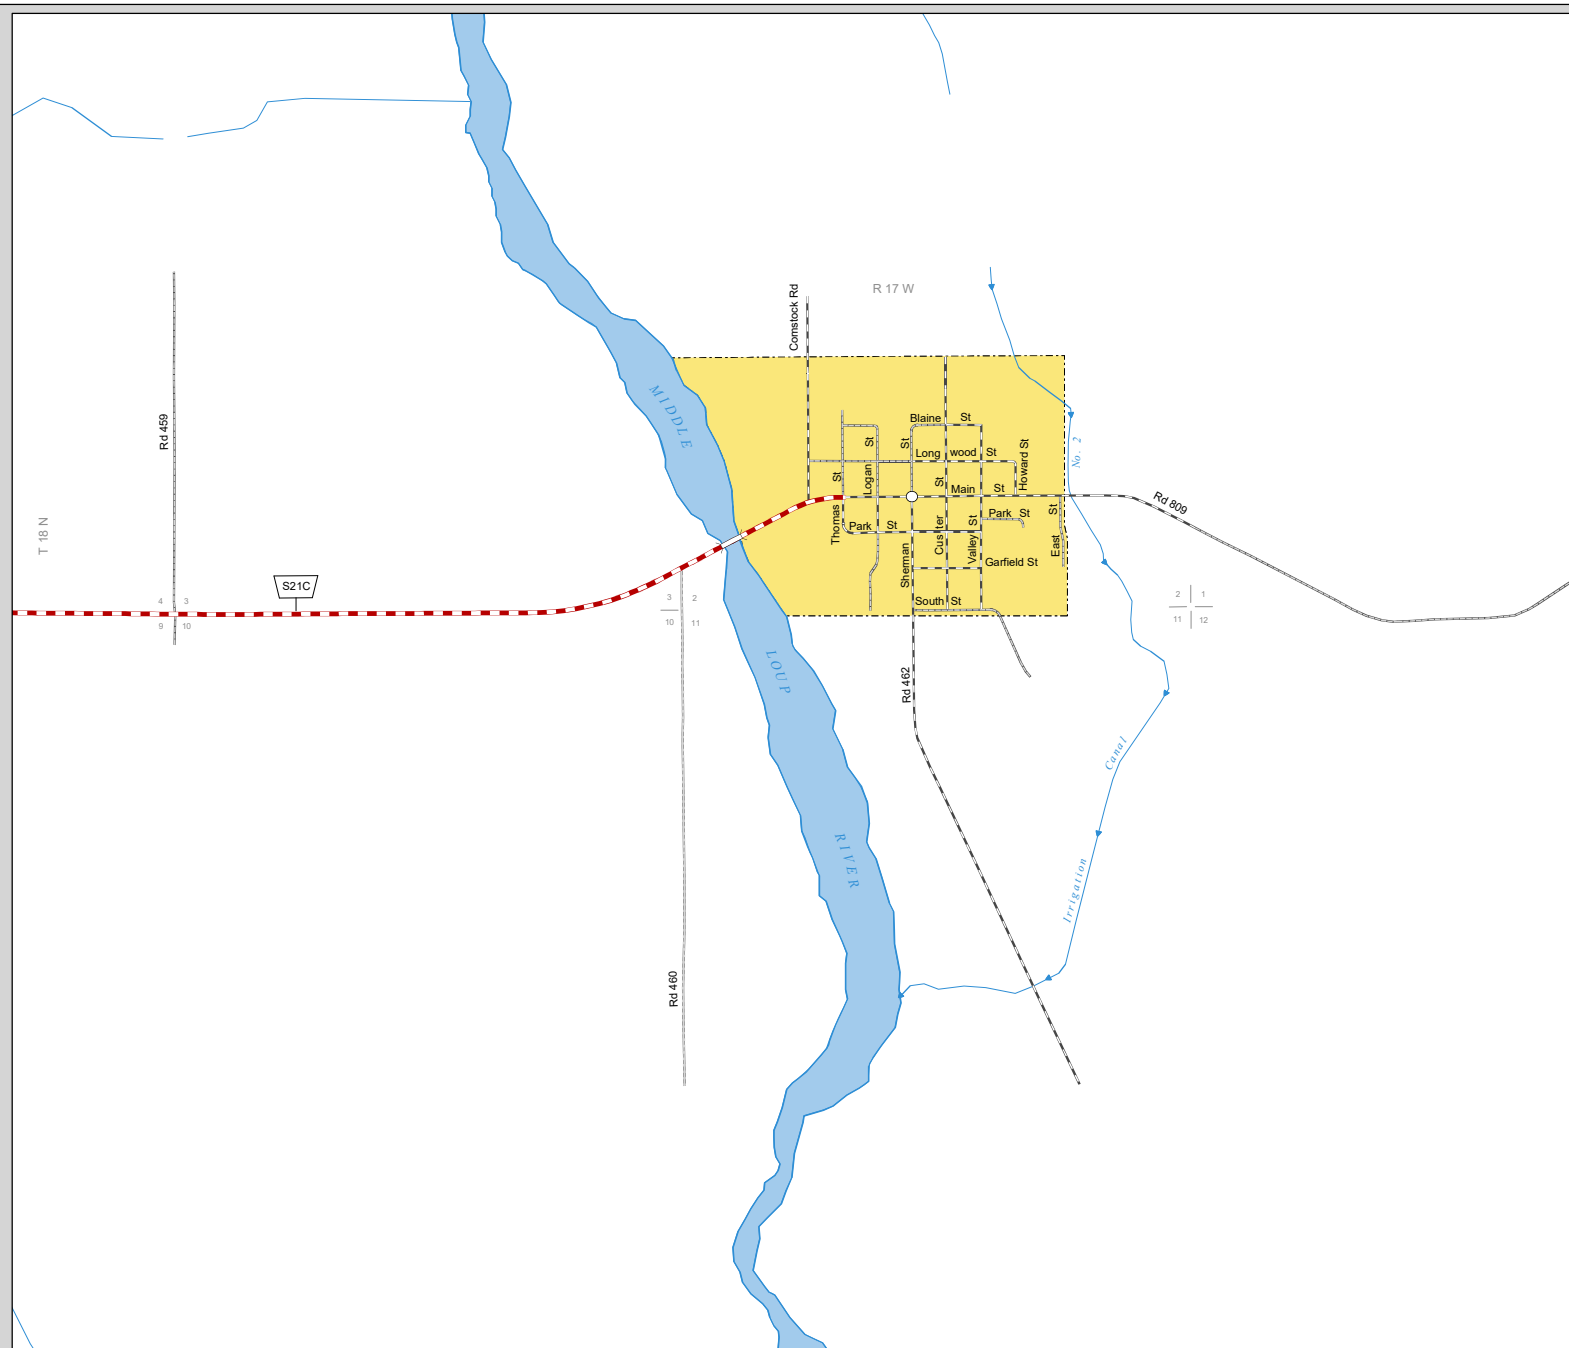 R 17 W
Comstock Rd
MIDDLE
Rd 459
Blaine St
St
St
Long wood St
Howard St
No. 2
Logan
St
St
Main St
Rd 809
T 18 N
Thomas
Park St
St
Park St
St
Custer
Valley
Sherman
East
Garfield St
S21C
4 3
9 10
3 2
10 11
2 1
11 12
South St
LOUP
Rd 462
Canal
RIVER
Irrigation
Rd 460